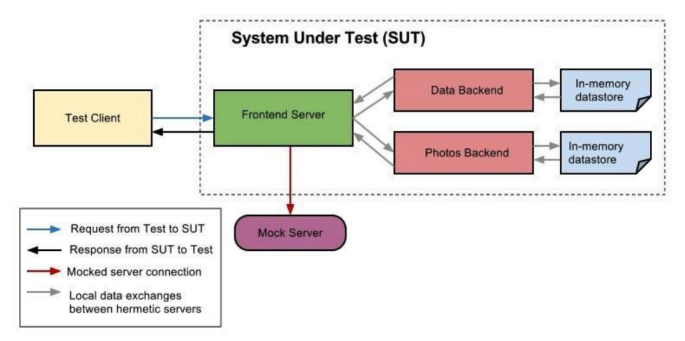 System Under Test (SUT)
Test Client
Frontend Server
Data Backend
In-memory
datastore
Photos Backend
In-memory
datastore
Mock Server
Request from Test to SUT
Response from SUT to Test
Mocked server connection
Local data exchanges
between hermetic servers